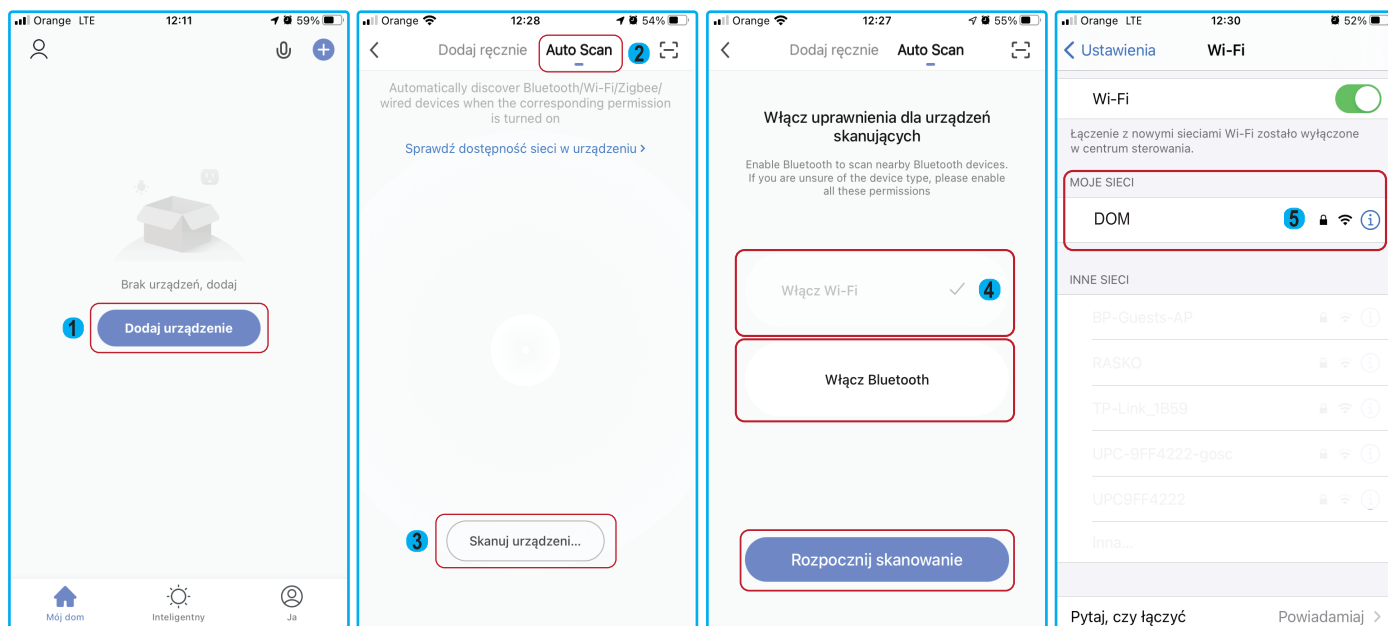 Orange LTE 12:11 59%
Brak urządzeń, dodaj
1 Dodaj urządzenie
Mój dom Inteligentny Ja
Orange 12:28 54%
Dodaj ręcznie Auto Scan 2
Automatically discover Bluetooth/Wi-Fi/Zigbee/
wired devices when the corresponding permission
is turned on
Sprawdź dostępność sieci w urządzeniu >
3 Skanuj urządzeni...
Orange 12:27 55%
Dodaj ręcznie Auto Scan
Włącz uprawnienia dla urządzeń
skanujących
Enable Bluetooth to scan nearby Bluetooth devices.
If you are unsure of the device type, please enable
all these permissions
Włącz Wi-Fi 4
Włącz Bluetooth
Rozpocznij skanowanie
Orange LTE 12:30 52%
Ustawienia Wi-Fi
Wi-Fi
Łączenie z nowymi sieciami Wi-Fi zostało wyłączone
w centrum sterowania.
MOJE SIECI
DOM 5
INNE SIECI
BP-Guests-AP
RASKO
TP-Link_1B59
UPC-9FF4222-gosc
UPC9FF4222
Inna...
Pytaj, czy łączyć Powiadamiaj >